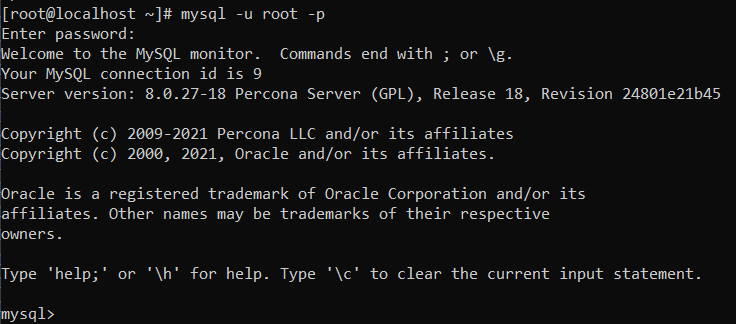 [root@localhost ~]# mysql -u root -p
Enter password:
Welcome to the MySQL monitor.  Commands end with ; or \g.
Your MySQL connection id is 9
Server version: 8.0.27-18 Percona Server (GPL), Release 18, Revision 24801e21b45

Copyright (c) 2009-2021 Percona LLC and/or its affiliates
Copyright (c) 2000, 2021, Oracle and/or its affiliates.

Oracle is a registered trademark of Oracle Corporation and/or its
affiliates. Other names may be trademarks of their respective
owners.

Type 'help;' or '\h' for help. Type '\c' to clear the current input statement.

mysql>